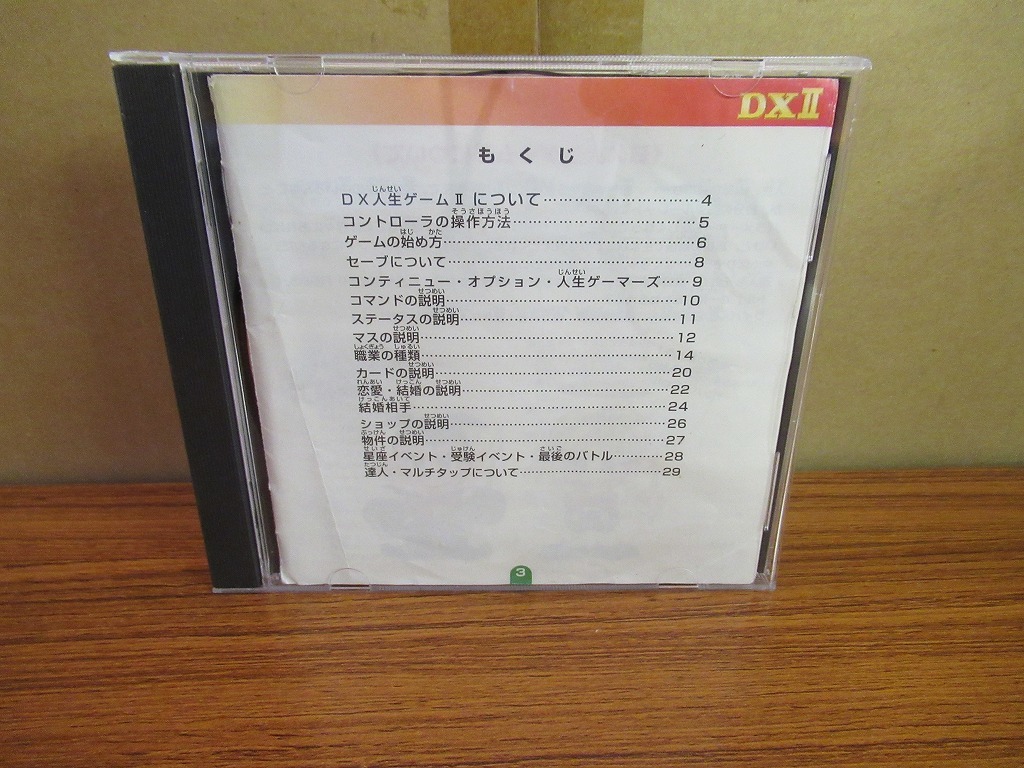 DXⅡ
もくじ
DX人生ゲームⅡ について……………………………4
コントローラの操作方法……………………………5
ゲームの始め方……………………………6
セーブについて……………………………8
コンティニュー・オプション・人生ゲーマーズ……9
コマンドの説明……………………………10
ステータスの説明……………………………11
マスの説明……………………………12
職業の種類……………………………14
カードの説明……………………………20
恋愛・結婚の説明……………………………22
結婚相手……………………………24
ショップの説明……………………………26
物件の説明……………………………27
星座イベント・受験イベント・最後のバトル…………28
達人・マルチタップについて……………………………29
3